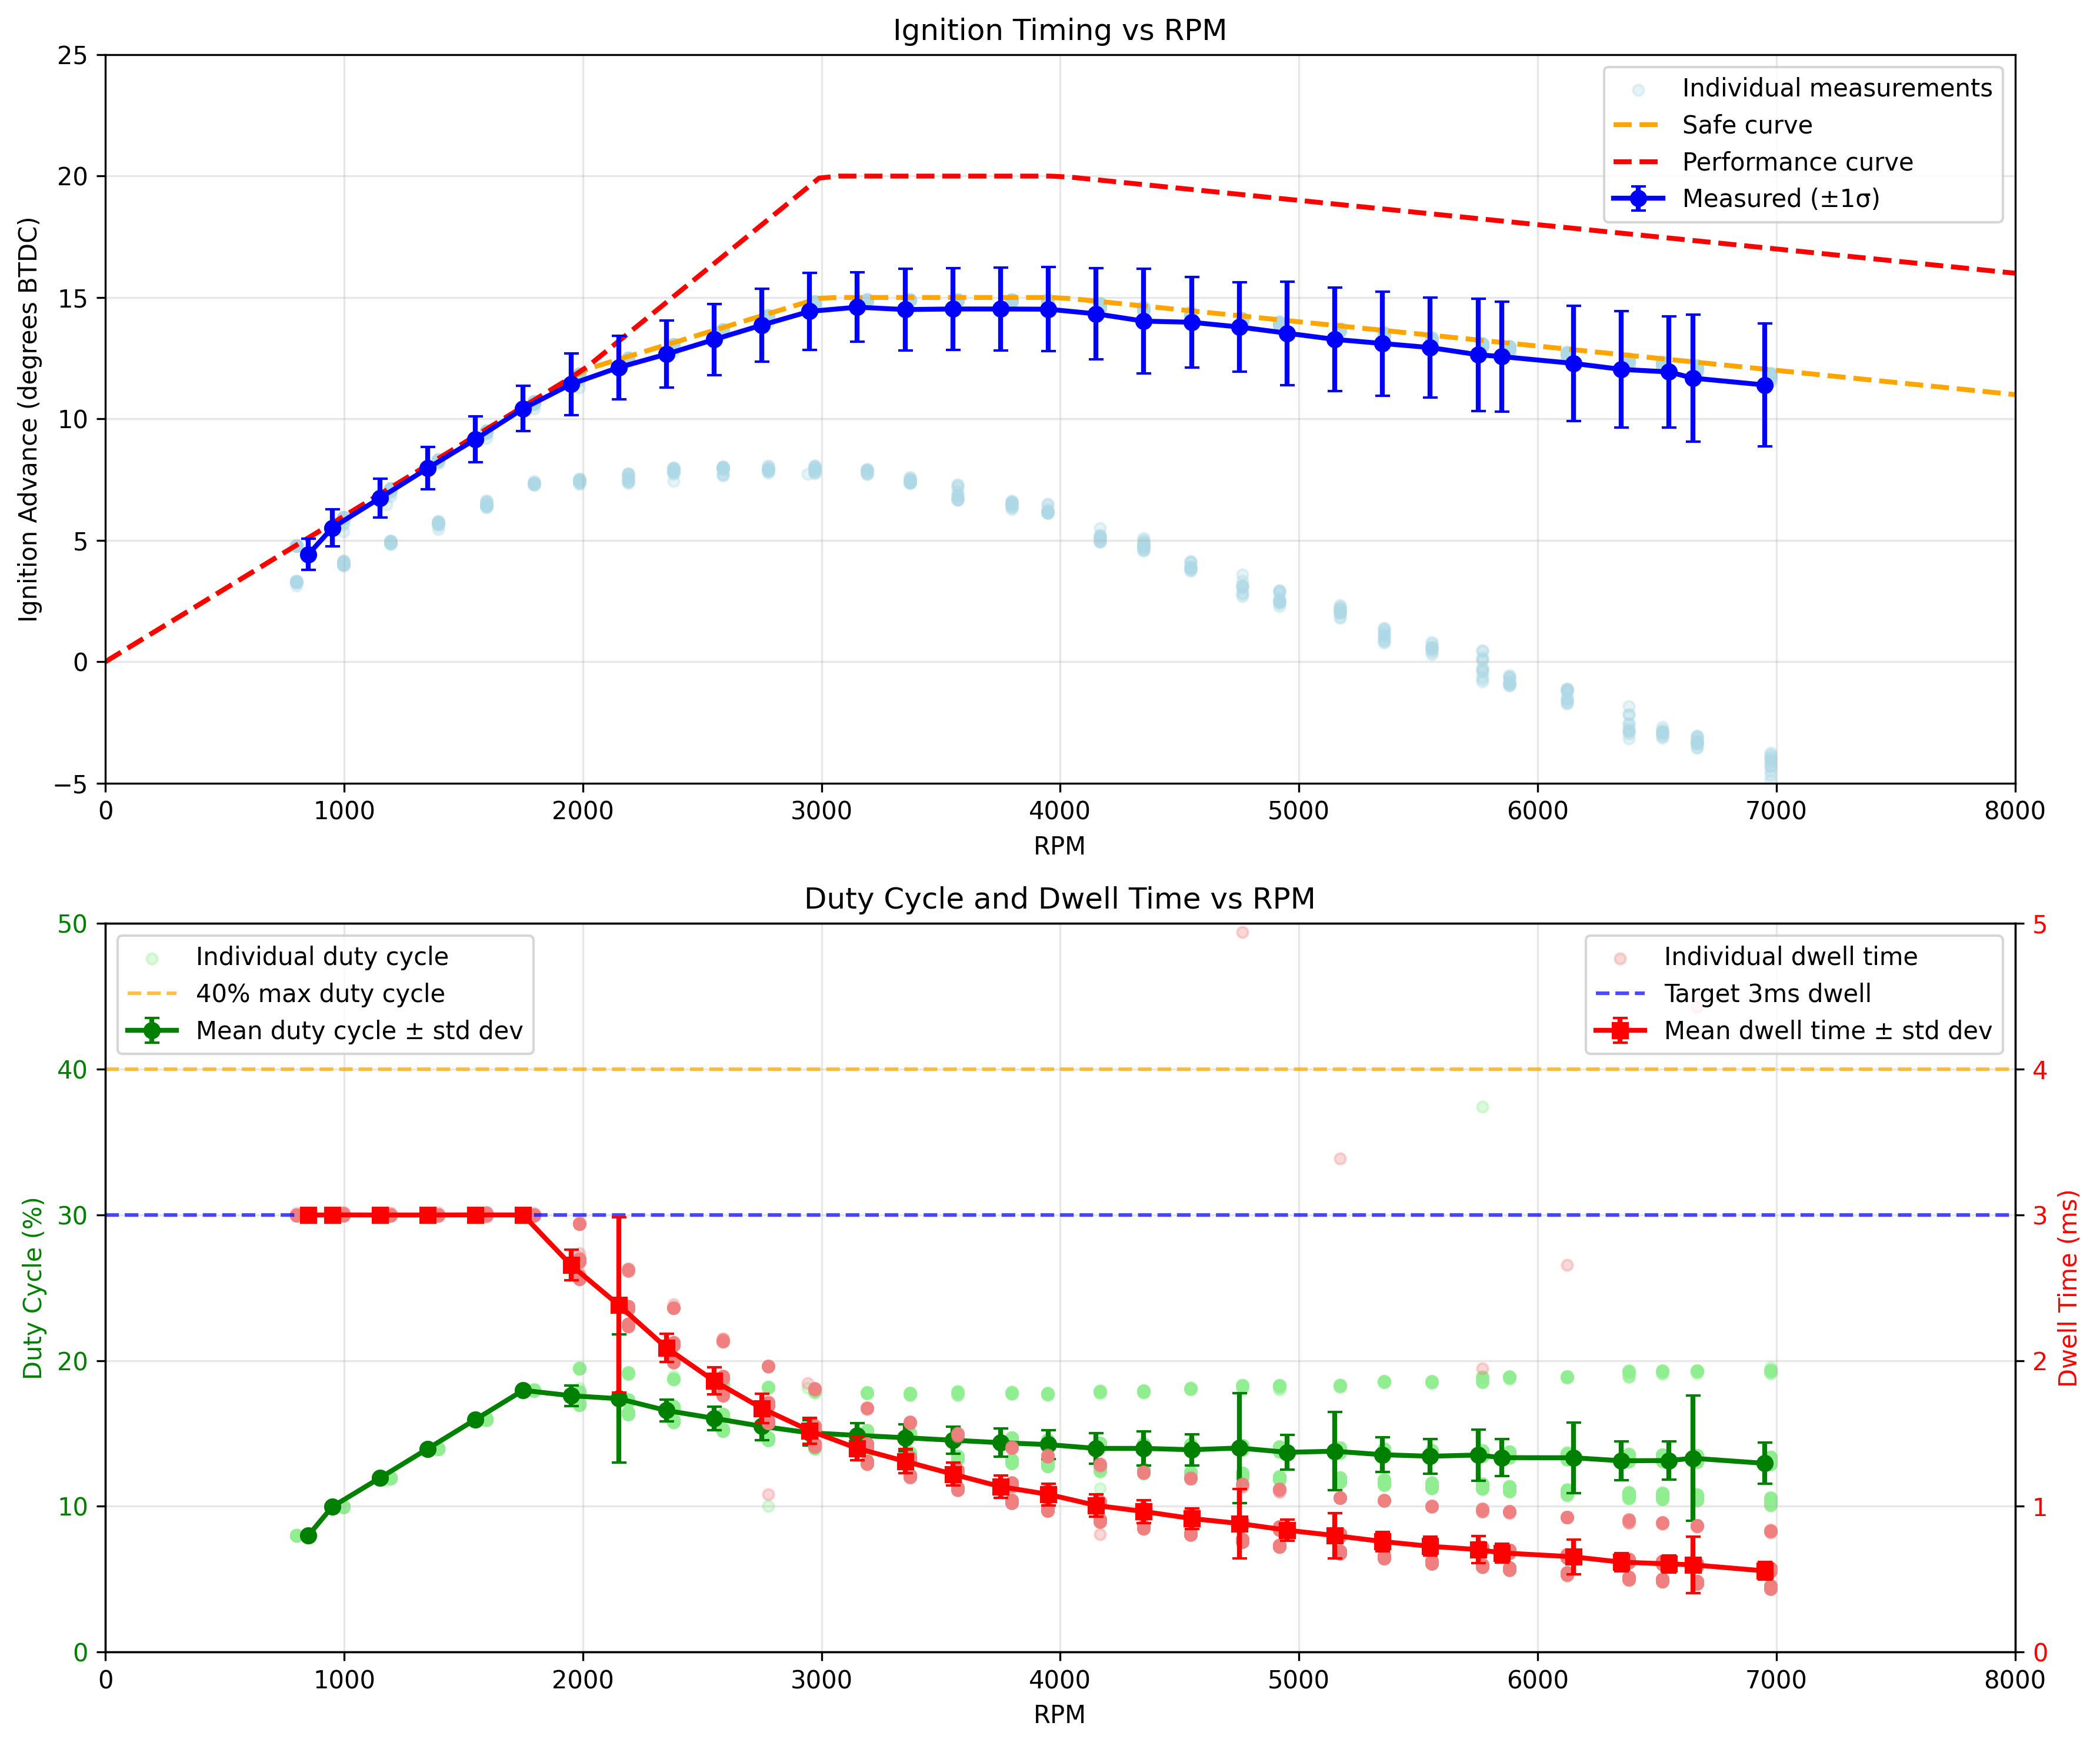 Ignition Timing vs RPM
25
20
15
10
5
0
−5
Ignition Advance (degrees BTDC)
Individual measurements
Safe curve
Performance curve
Measured (±1σ)
0 1000 2000 3000 4000 5000 6000 7000 8000
RPM
Duty Cycle and Dwell Time vs RPM
50
40
30
20
10
0
Duty Cycle (%)
Individual duty cycle
40% max duty cycle
Mean duty cycle ± std dev
Individual dwell time
Target 3ms dwell
Mean dwell time ± std dev
5
4
3
2
1
0
Dwell Time (ms)
0 1000 2000 3000 4000 5000 6000 7000 8000
RPM